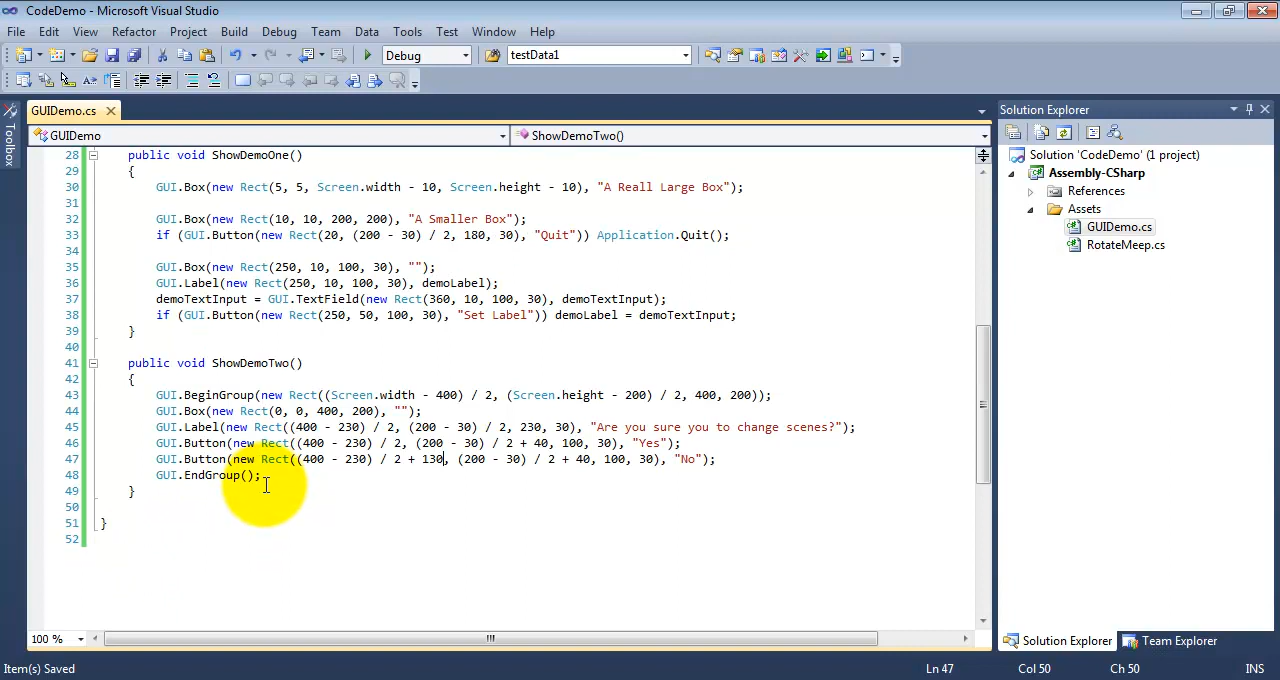 CodeDemo - Microsoft Visual Studio
File Edit View Refactor Project Build Debug Team Data Tools Test Window Help
Debug testData1
GUIDemo.cs
GUIDemo ShowDemoTwo()
28 public void ShowDemoOne()
29 {
30 GUI.Box(new Rect(5, 5, Screen.width - 10, Screen.height - 10), "A Reall Large Box");
31
32 GUI.Box(new Rect(10, 10, 200, 200), "A Smaller Box");
33 if (GUI.Button(new Rect(20, (200 - 30) / 2, 180, 30), "Quit")) Application.Quit();
34
35 GUI.Box(new Rect(250, 10, 100, 30), "");
36 GUI.Label(new Rect(250, 10, 100, 30), demoLabel);
37 demoTextInput = GUI.TextField(new Rect(360, 10, 100, 30), demoTextInput);
38 if (GUI.Button(new Rect(250, 50, 100, 30), "Set Label")) demoLabel = demoTextInput;
39 }
40
41 public void ShowDemoTwo()
42 {
43 GUI.BeginGroup(new Rect((Screen.width - 400) / 2, (Screen.height - 200) / 2, 400, 200));
44 GUI.Box(new Rect(0, 0, 400, 200), "");
45 GUI.Label(new Rect((400 - 230) / 2, (200 - 30) / 2, 230, 30), "Are you sure you to change scenes?");
46 GUI.Button(new Rect((400 - 230) / 2, (200 - 30) / 2 + 40, 100, 30), "Yes");
47 GUI.Button(new Rect((400 - 230) / 2 + 130, (200 - 30) / 2 + 40, 100, 30), "No");
48 GUI.EndGroup();
49 }
50
51 }
52
100 %
Toolbox
Solution Explorer
Solution 'CodeDemo' (1 project)
Assembly-CSharp
References
Assets
GUIDemo.cs
RotateMeep.cs
Solution Explorer Team Explorer
Item(s) Saved Ln 47 Col 50 Ch 50 INS